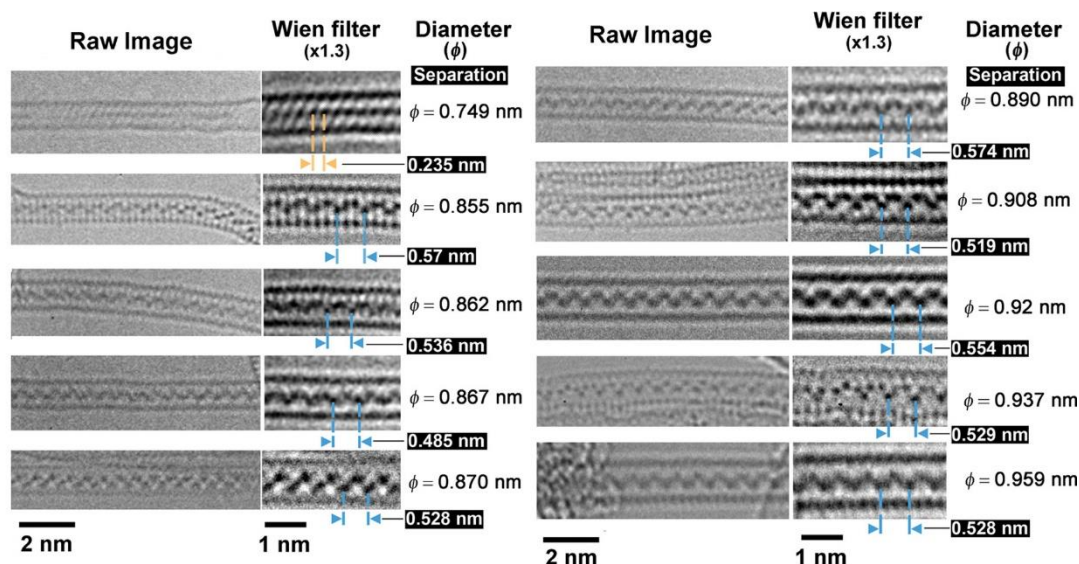 Raw Image
Wien filter
(x1.3)
Diameter
(ϕ)
Separation
ϕ = 0.749 nm
0.235 nm
ϕ = 0.855 nm
0.57 nm
ϕ = 0.862 nm
0.536 nm
ϕ = 0.867 nm
0.485 nm
ϕ = 0.870 nm
0.528 nm
2 nm
1 nm
Raw Image
Wien filter
(x1.3)
Diameter
(ϕ)
Separation
ϕ = 0.890 nm
0.574 nm
ϕ = 0.908 nm
0.519 nm
ϕ = 0.92 nm
0.554 nm
ϕ = 0.937 nm
0.529 nm
ϕ = 0.959 nm
0.528 nm
2 nm
1 nm